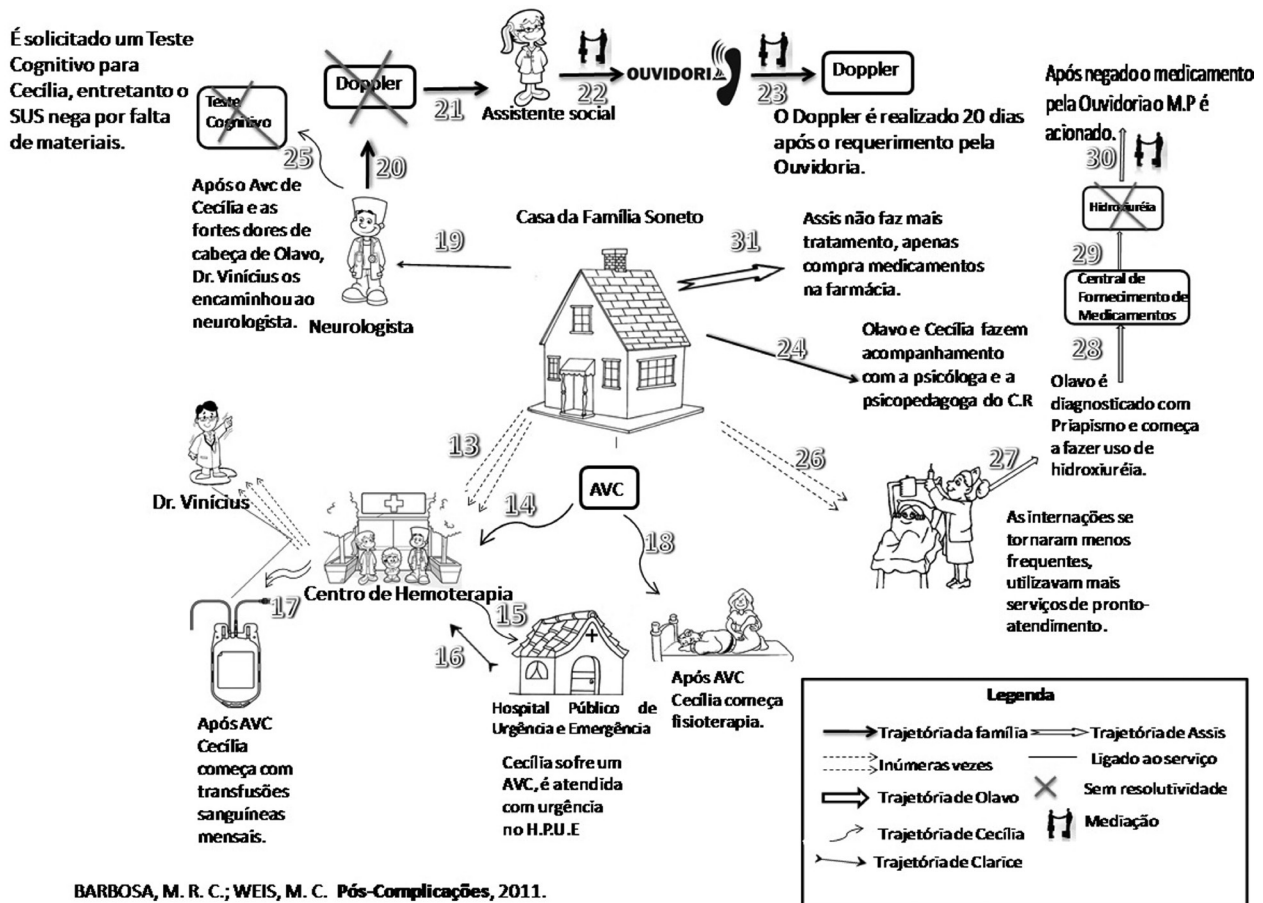 É solicitado um Teste
Cognitivo para
Cecília, entretanto o
SUS nega por falta
de materiais.
Teste
Cognitivo
25
Doppler
20
21
Assistente social
22
OUVIDORIA
23
Doppler
O Doppler é realizado 20 dias
após o requerimento pela
Ouvidoria.
Após negado o medicamento
pela Ouvidoria o M.P é
acionado.
30
Hidroxiuréia
29
Central de
Fornecimento de
Medicamentos
28
Olavo é
diagnosticado com
Priapismo e começa
a fazer uso de
hidroxiuréia.
Após o Avc de
Cecília e as
fortes dores de
cabeça de Olavo,
Dr. Vinícius os
encaminhou ao
neurologista.
Neurologista
19
Casa da Família Soneto
31
Assis não faz mais
tratamento, apenas
compra medicamentos
na farmácia.
24
Olavo e Cecília fazem
acompanhamento
com a psicóloga e a
psicopedagoga do C.R
13
26
27
As internações se
tornaram menos
frequentes,
utilizavam mais
serviços de pronto-
atendimento.
Dr. Vinícius
AVC
14
18
Centro de Hemoterapia
17
15
16
Após AVC
Cecília
começa com
transfusões
sanguíneas
mensais.
Hospital Público de
Urgência e Emergência
Cecília sofre um
AVC, é atendida
com urgência
no H.P.U.E
Após AVC
Cecília começa
fisioterapia.
Legenda
Trajetória da família
Trajetória de Assis
Inúmeras vezes
Ligado ao serviço
Trajetória de Olavo
Sem resolutividade
Trajetória de Cecília
Mediação
Trajetória de Clarice
BARBOSA, M. R. C.; WEIS, M. C. Pós-Complicações, 2011.